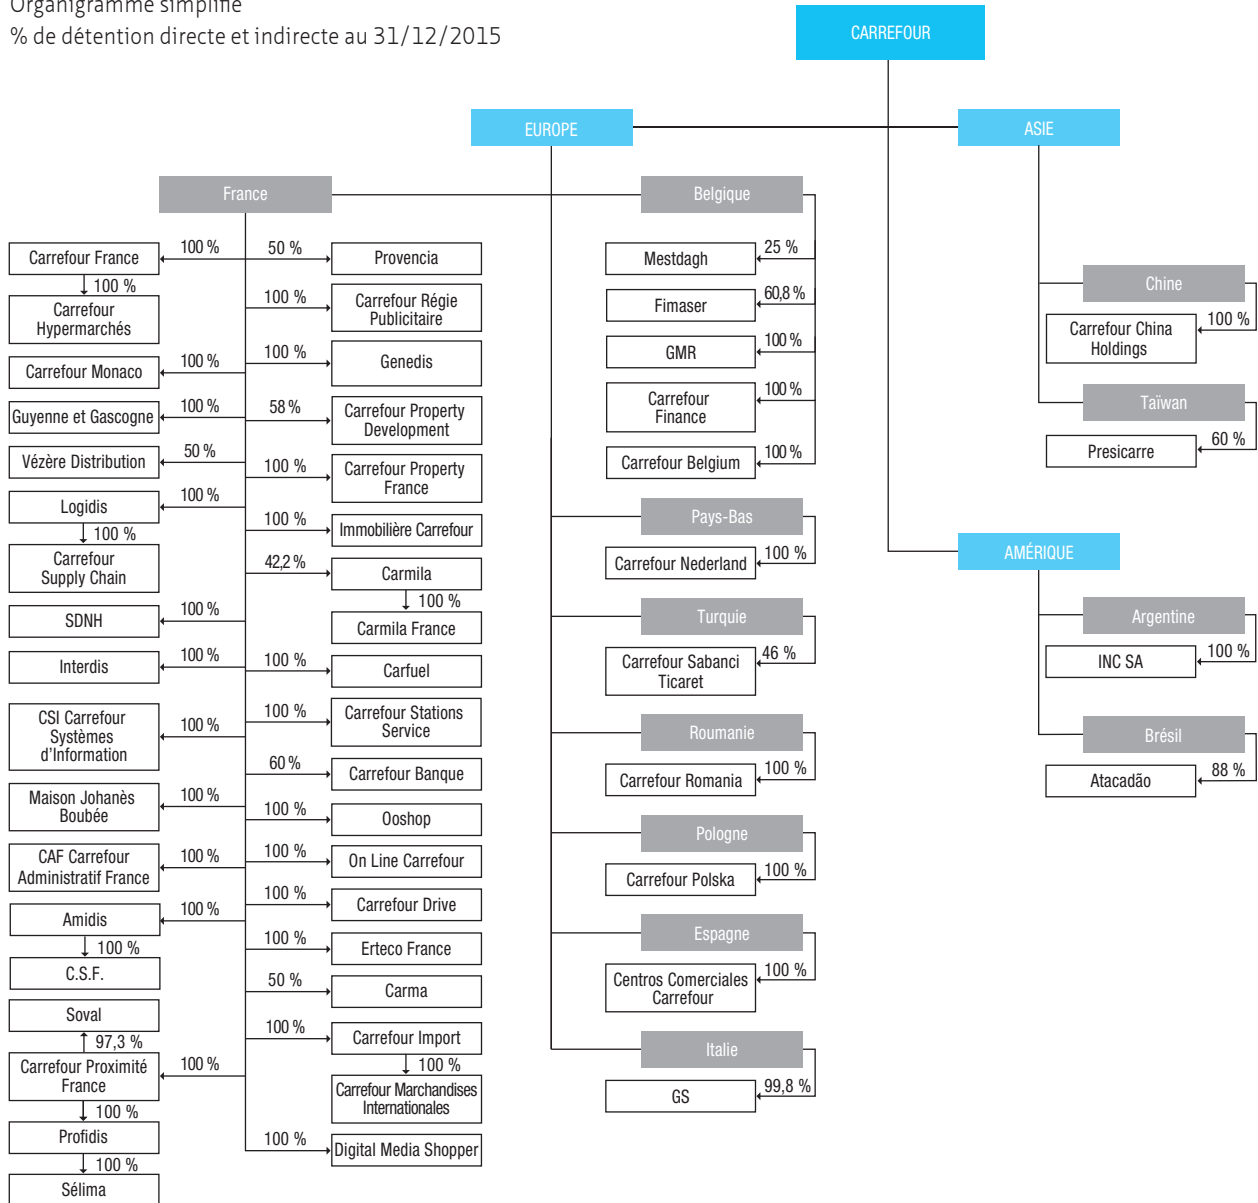 Organigramme simplifié
% de détention directe et indirecte au 31/12/2015
CARREFOUR
EUROPE
ASIE
France
100 %
Carrefour France
100 %
Carrefour
Hypermarchés
100 %
Carrefour Monaco
100 %
Guyenne et Gascogne
50 %
Vézère Distribution
100 %
Logidis
100 %
Carrefour
Supply Chain
100 %
SDNH
100 %
Interdis
100 %
CSI Carrefour
Systèmes
d'Information
100 %
Maison Johanès
Boubée
100 %
CAF Carrefour
Administratif France
100 %
Amidis
100 %
C.S.F.
Soval
97,3 %
100 %
Carrefour Proximité
France
100 %
Profidis
100 %
Sélima
50 %
Provencia
100 %
Carrefour Régie
Publicitaire
100 %
Genedis
58 %
Carrefour Property
Development
100 %
Carrefour Property
France
100 %
Immobilière Carrefour
42,2 %
Carmila
100 %
Carmila France
100 %
Carfuel
100 %
Carrefour Stations
Service
60 %
Carrefour Banque
100 %
Ooshop
100 %
On Line Carrefour
100 %
Carrefour Drive
100 %
Erteco France
50 %
Carma
100 %
Carrefour Import
100 %
Carrefour Marchandises
Internationales
100 %
Digital Media Shopper
Belgique
25 %
Mestdagh
60,8 %
Fimaser
100 %
GMR
100 %
Carrefour
Finance
100 %
Carrefour Belgium
Pays-Bas
100 %
Carrefour Nederland
Turquie
46 %
Carrefour Sabanci
Ticaret
Roumanie
100 %
Carrefour Romania
Pologne
100 %
Carrefour Polska
Espagne
100 %
Centros Comerciales
Carrefour
Italie
99,8 %
GS
Chine
100 %
Carrefour China
Holdings
Taïwan
60 %
Presicarre
AMÉRIQUE
Argentine
100 %
INC SA
Brésil
88 %
Atacadão